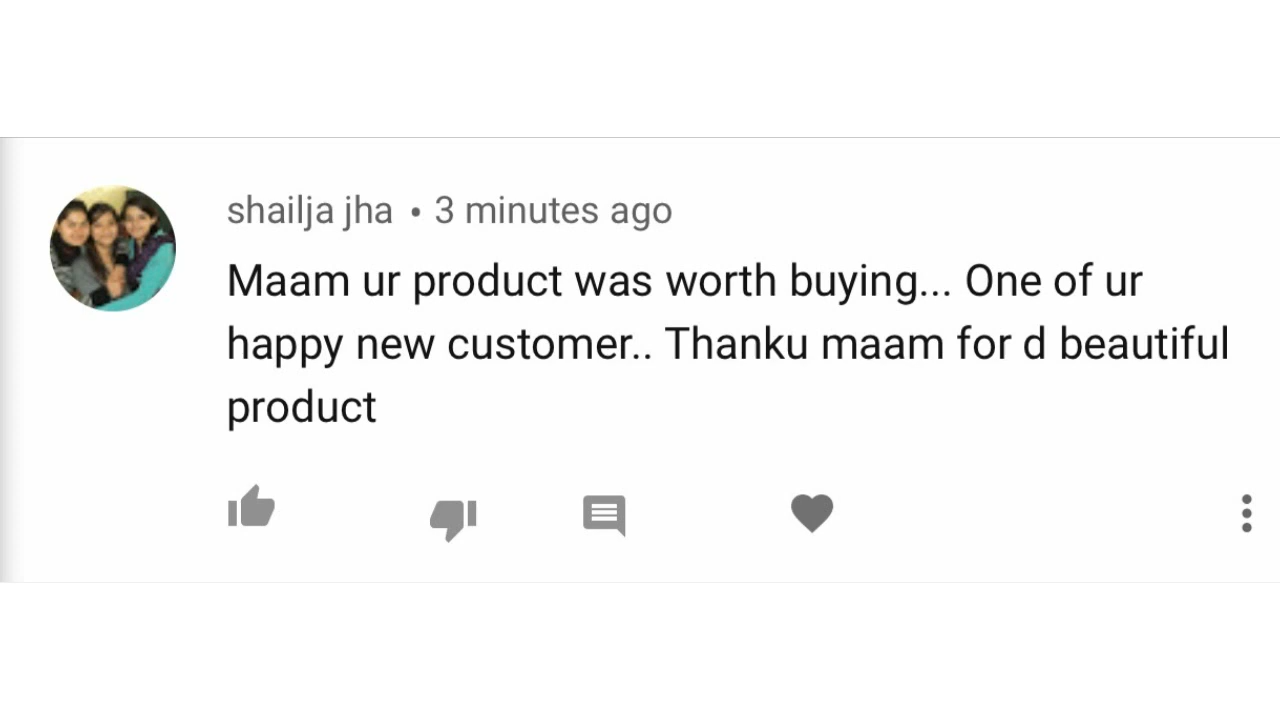 shailja jha • 3 minutes ago
Maam ur product was worth buying... One of ur
happy new customer.. Thanku maam for d beautiful
product